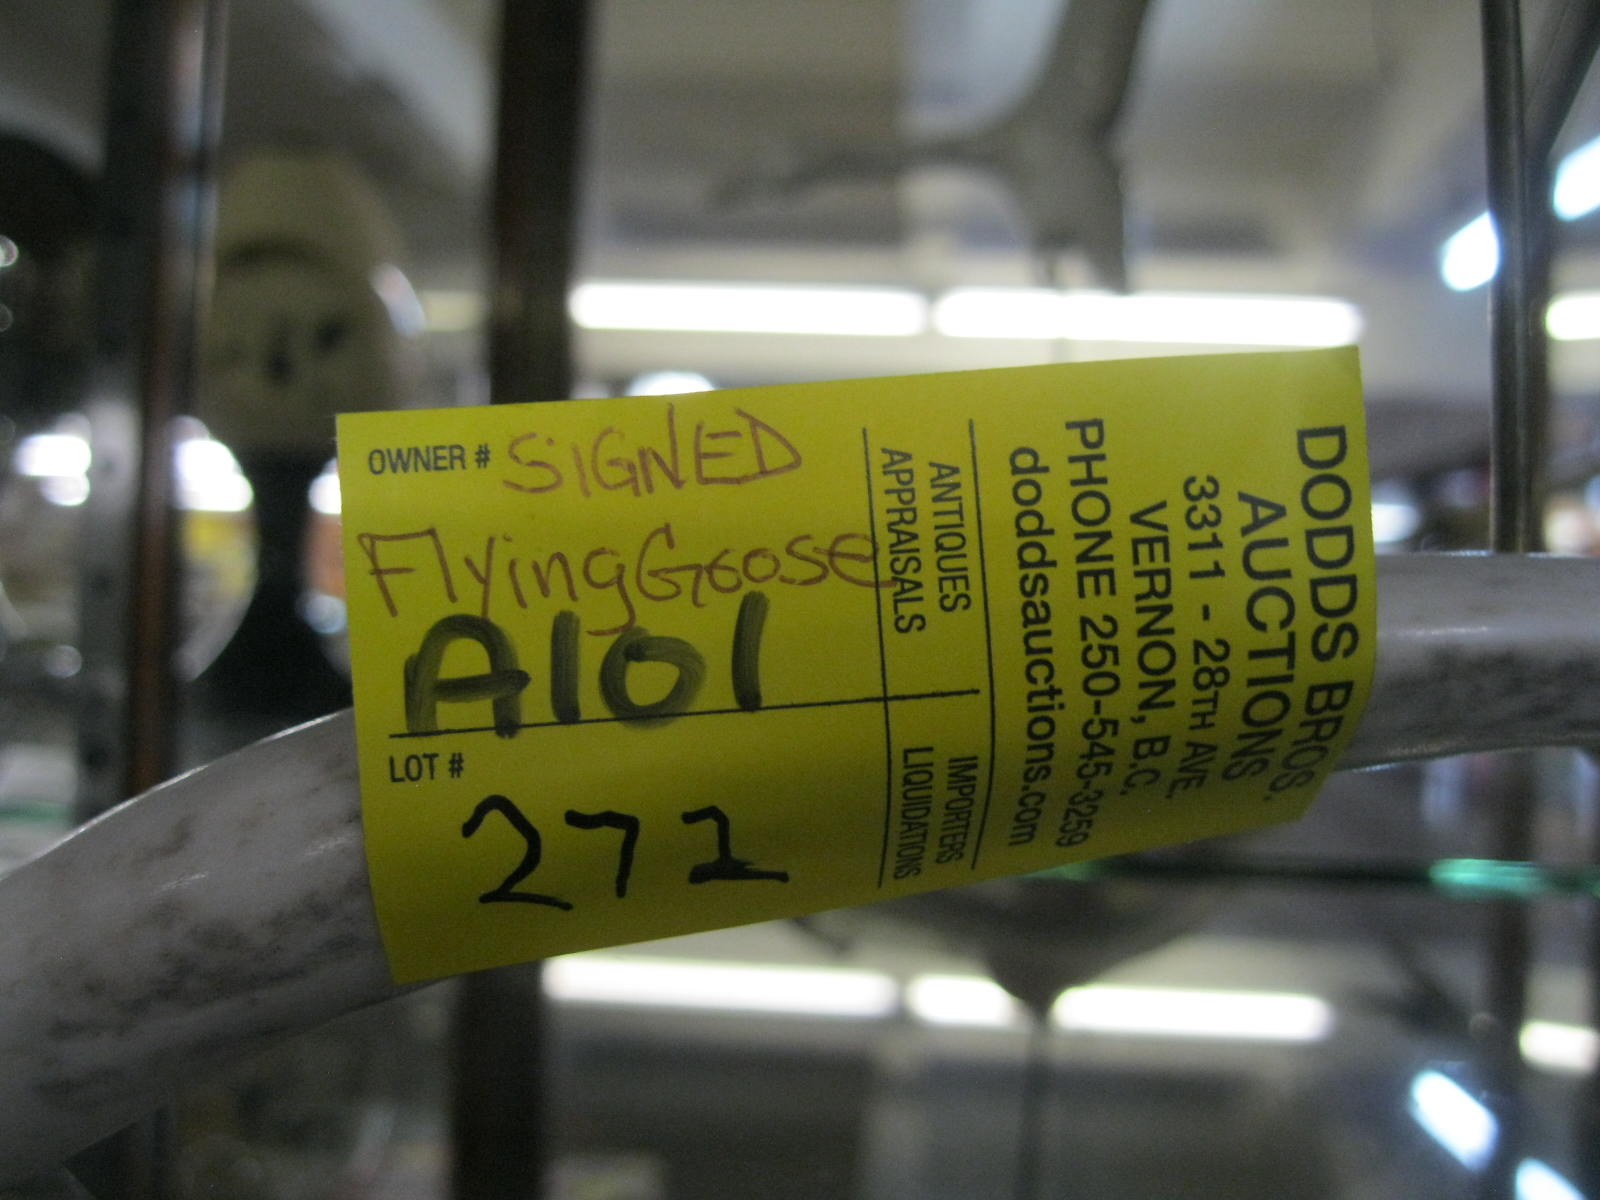 OWNER # SIGNED
Flying Goose
A101
LOT #
272
ANTIQUES
APPRAISALS
IMPORTERS
LIQUIDATIONS
DODDS BROS.
AUCTIONS
3311 - 28TH AVE.
VERNON, B.C.
PHONE 250-545-3259
doddsauctions.com